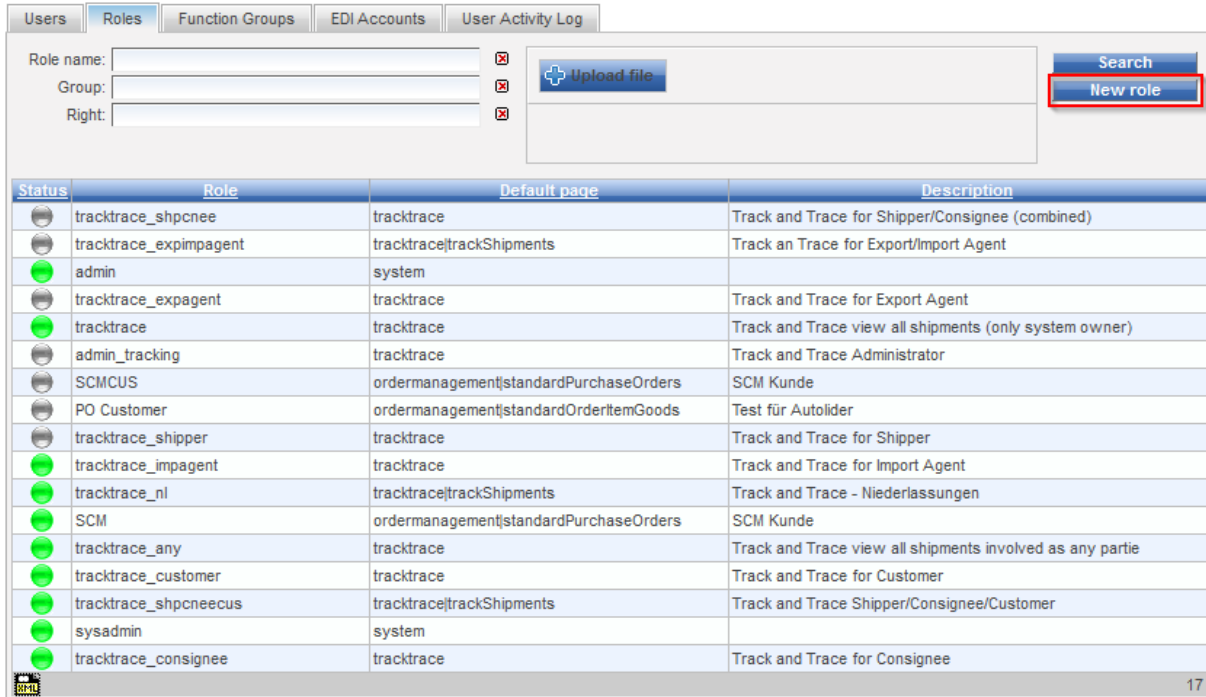 Users Roles Function Groups EDI Accounts User Activity Log
Role name: Upload file Search
Group: New role
Right:
Status Role Default page Description
tracktrace_shpcnee tracktrace Track and Trace for Shipper/Consignee (combined)
tracktrace_expimpagent tracktrace|trackShipments Track an Trace for Export/Import Agent
admin system
tracktrace_expagent tracktrace Track and Trace for Export Agent
tracktrace tracktrace Track and Trace view all shipments (only system owner)
admin_tracking tracktrace Track and Trace Administrator
SCMCUS ordermanagement|standardPurchaseOrders SCM Kunde
PO Customer ordermanagement|standardOrderItemGoods Test für Autolider
tracktrace_shipper tracktrace Track and Trace for Shipper
tracktrace_impagent tracktrace Track and Trace for Import Agent
tracktrace_nl tracktrace|trackShipments Track and Trace - Niederlassungen
SCM ordermanagement|standardPurchaseOrders SCM Kunde
tracktrace_any tracktrace Track and Trace view all shipments involved as any partie
tracktrace_customer tracktrace Track and Trace for Customer
tracktrace_shpcneecus tracktrace|trackShipments Track and Trace Shipper/Consignee/Customer
sysadmin system
tracktrace_consignee tracktrace Track and Trace for Consignee
XML 17